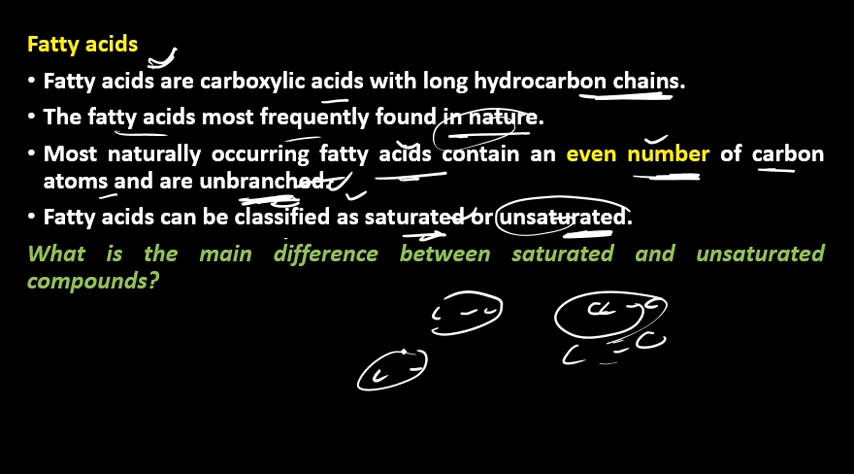 Fatty acids
• Fatty acids are carboxylic acids with long hydrocarbon chains.
• The fatty acids most frequently found in nature.
• Most naturally occurring fatty acids contain an even number of carbon
atoms and are unbranched.
• Fatty acids can be classified as saturated or unsaturated.
What is the main difference between saturated and unsaturated
compounds?